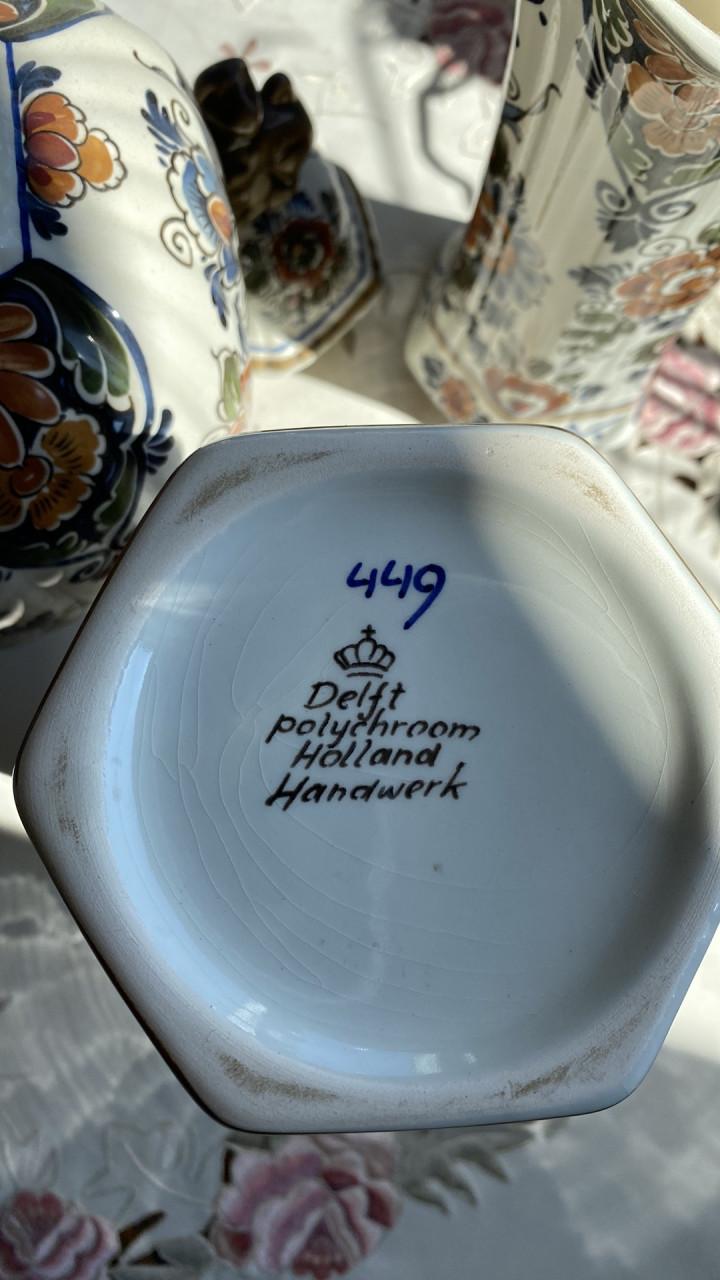 449
Delft
polychroom
Holland
Handwerk